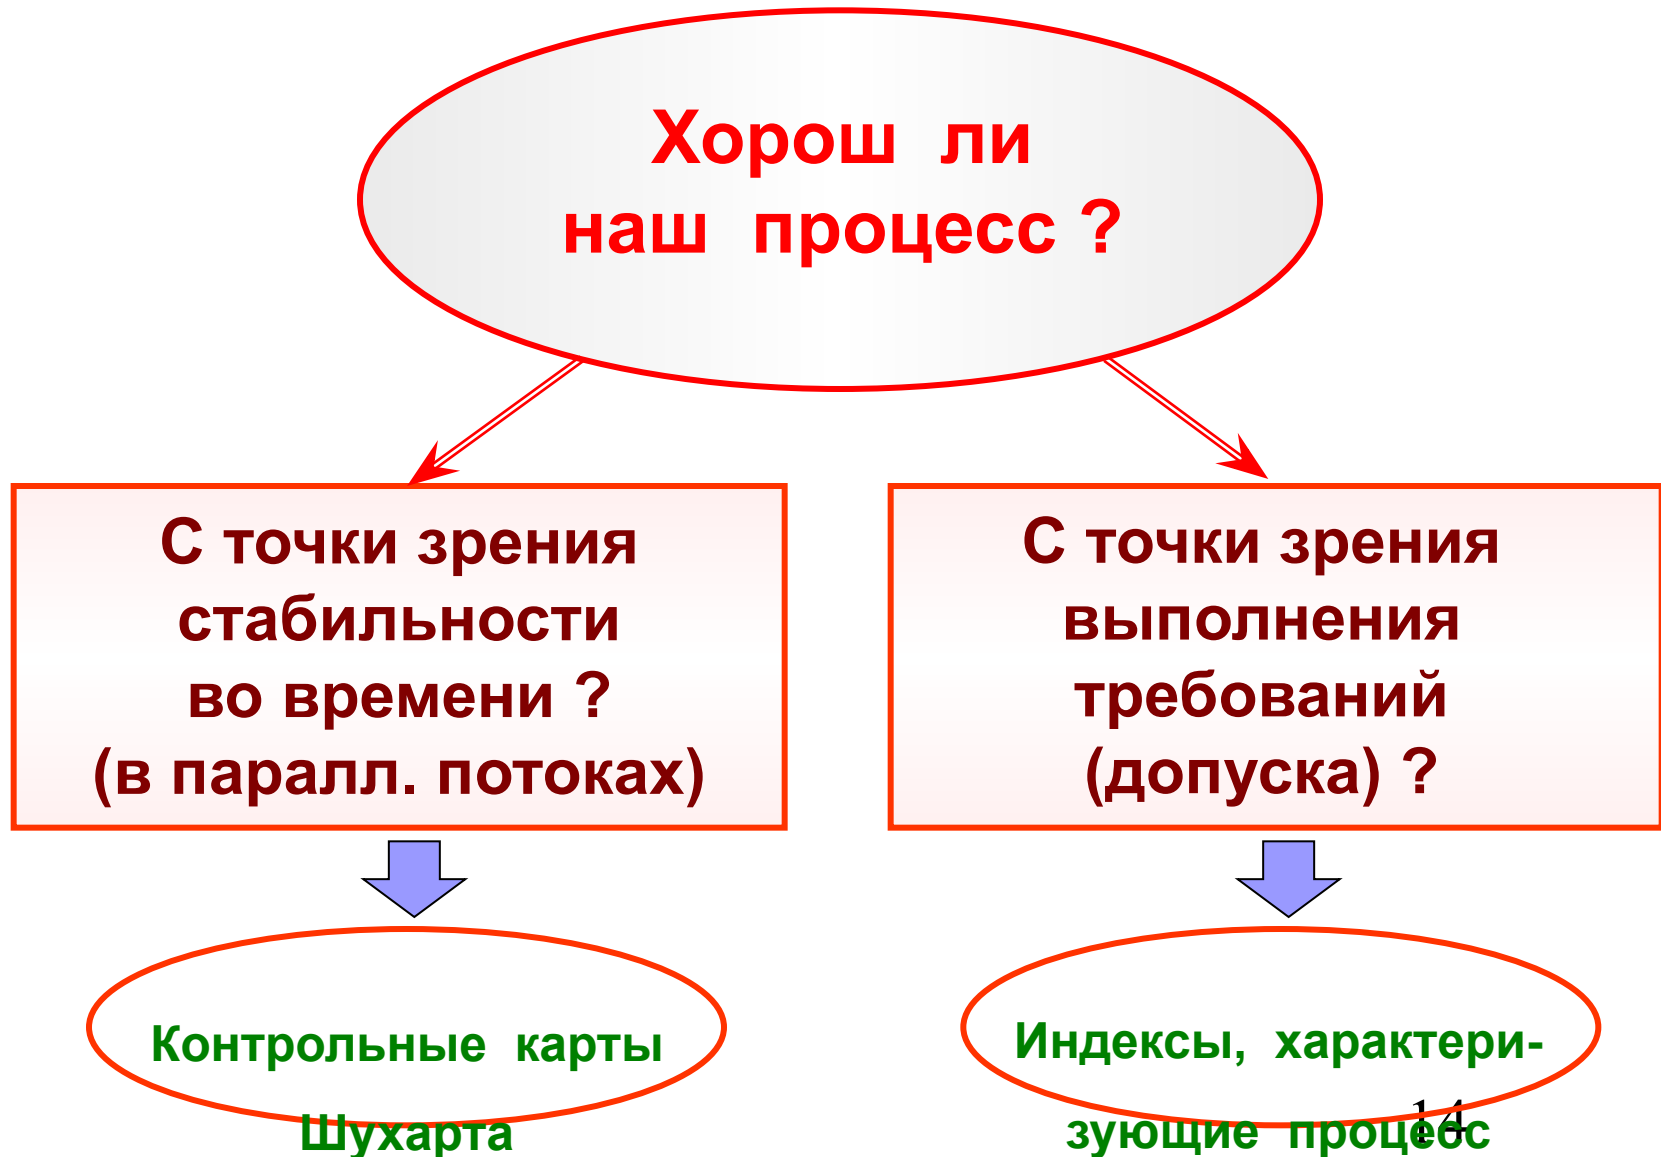 Хорош ли
наш процесс ?
С точки зрения
стабильности
во времени ?
(в паралл. потоках)
С точки зрения
выполнения
требований
(допуска) ?
Контрольные карты
Шухарта
Индексы, характери-
зующие процесс
14